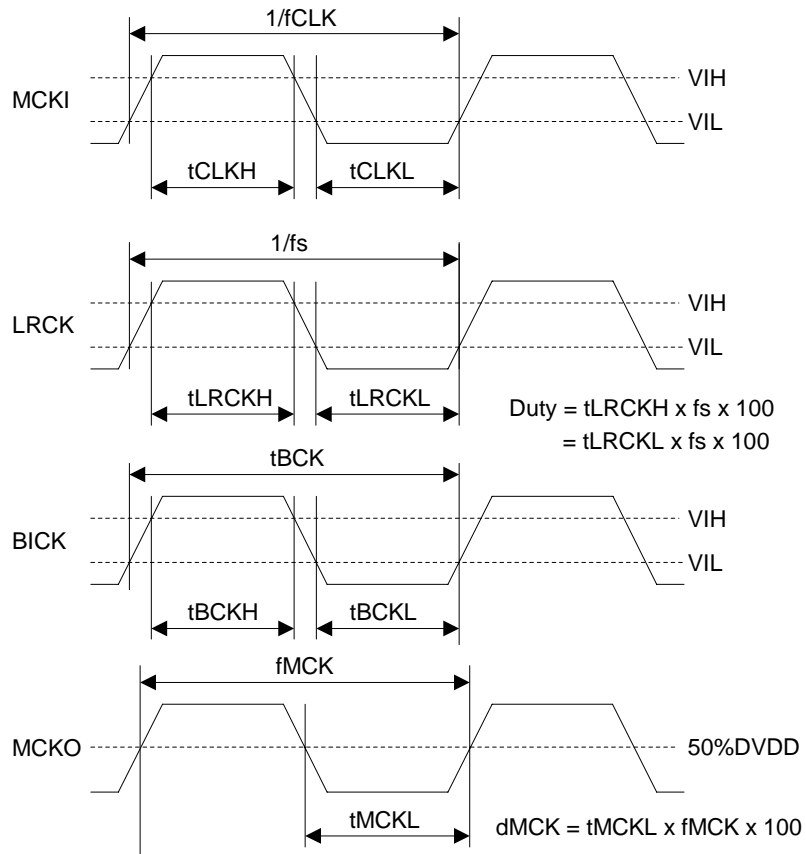 1/fCLK
VIH
MCKI
VIL
tCLKH
tCLKL
1/fs
VIH
LRCK
VIL
tLRCKH
tLRCKL
Duty = tLRCKH x fs x 100
= tLRCKL x fs x 100
tBCK
VIH
BICK
VIL
tBCKH
tBCKL
fMCK
MCKO
50%DVDD
tMCKL
dMCK = tMCKL x fMCK x 100